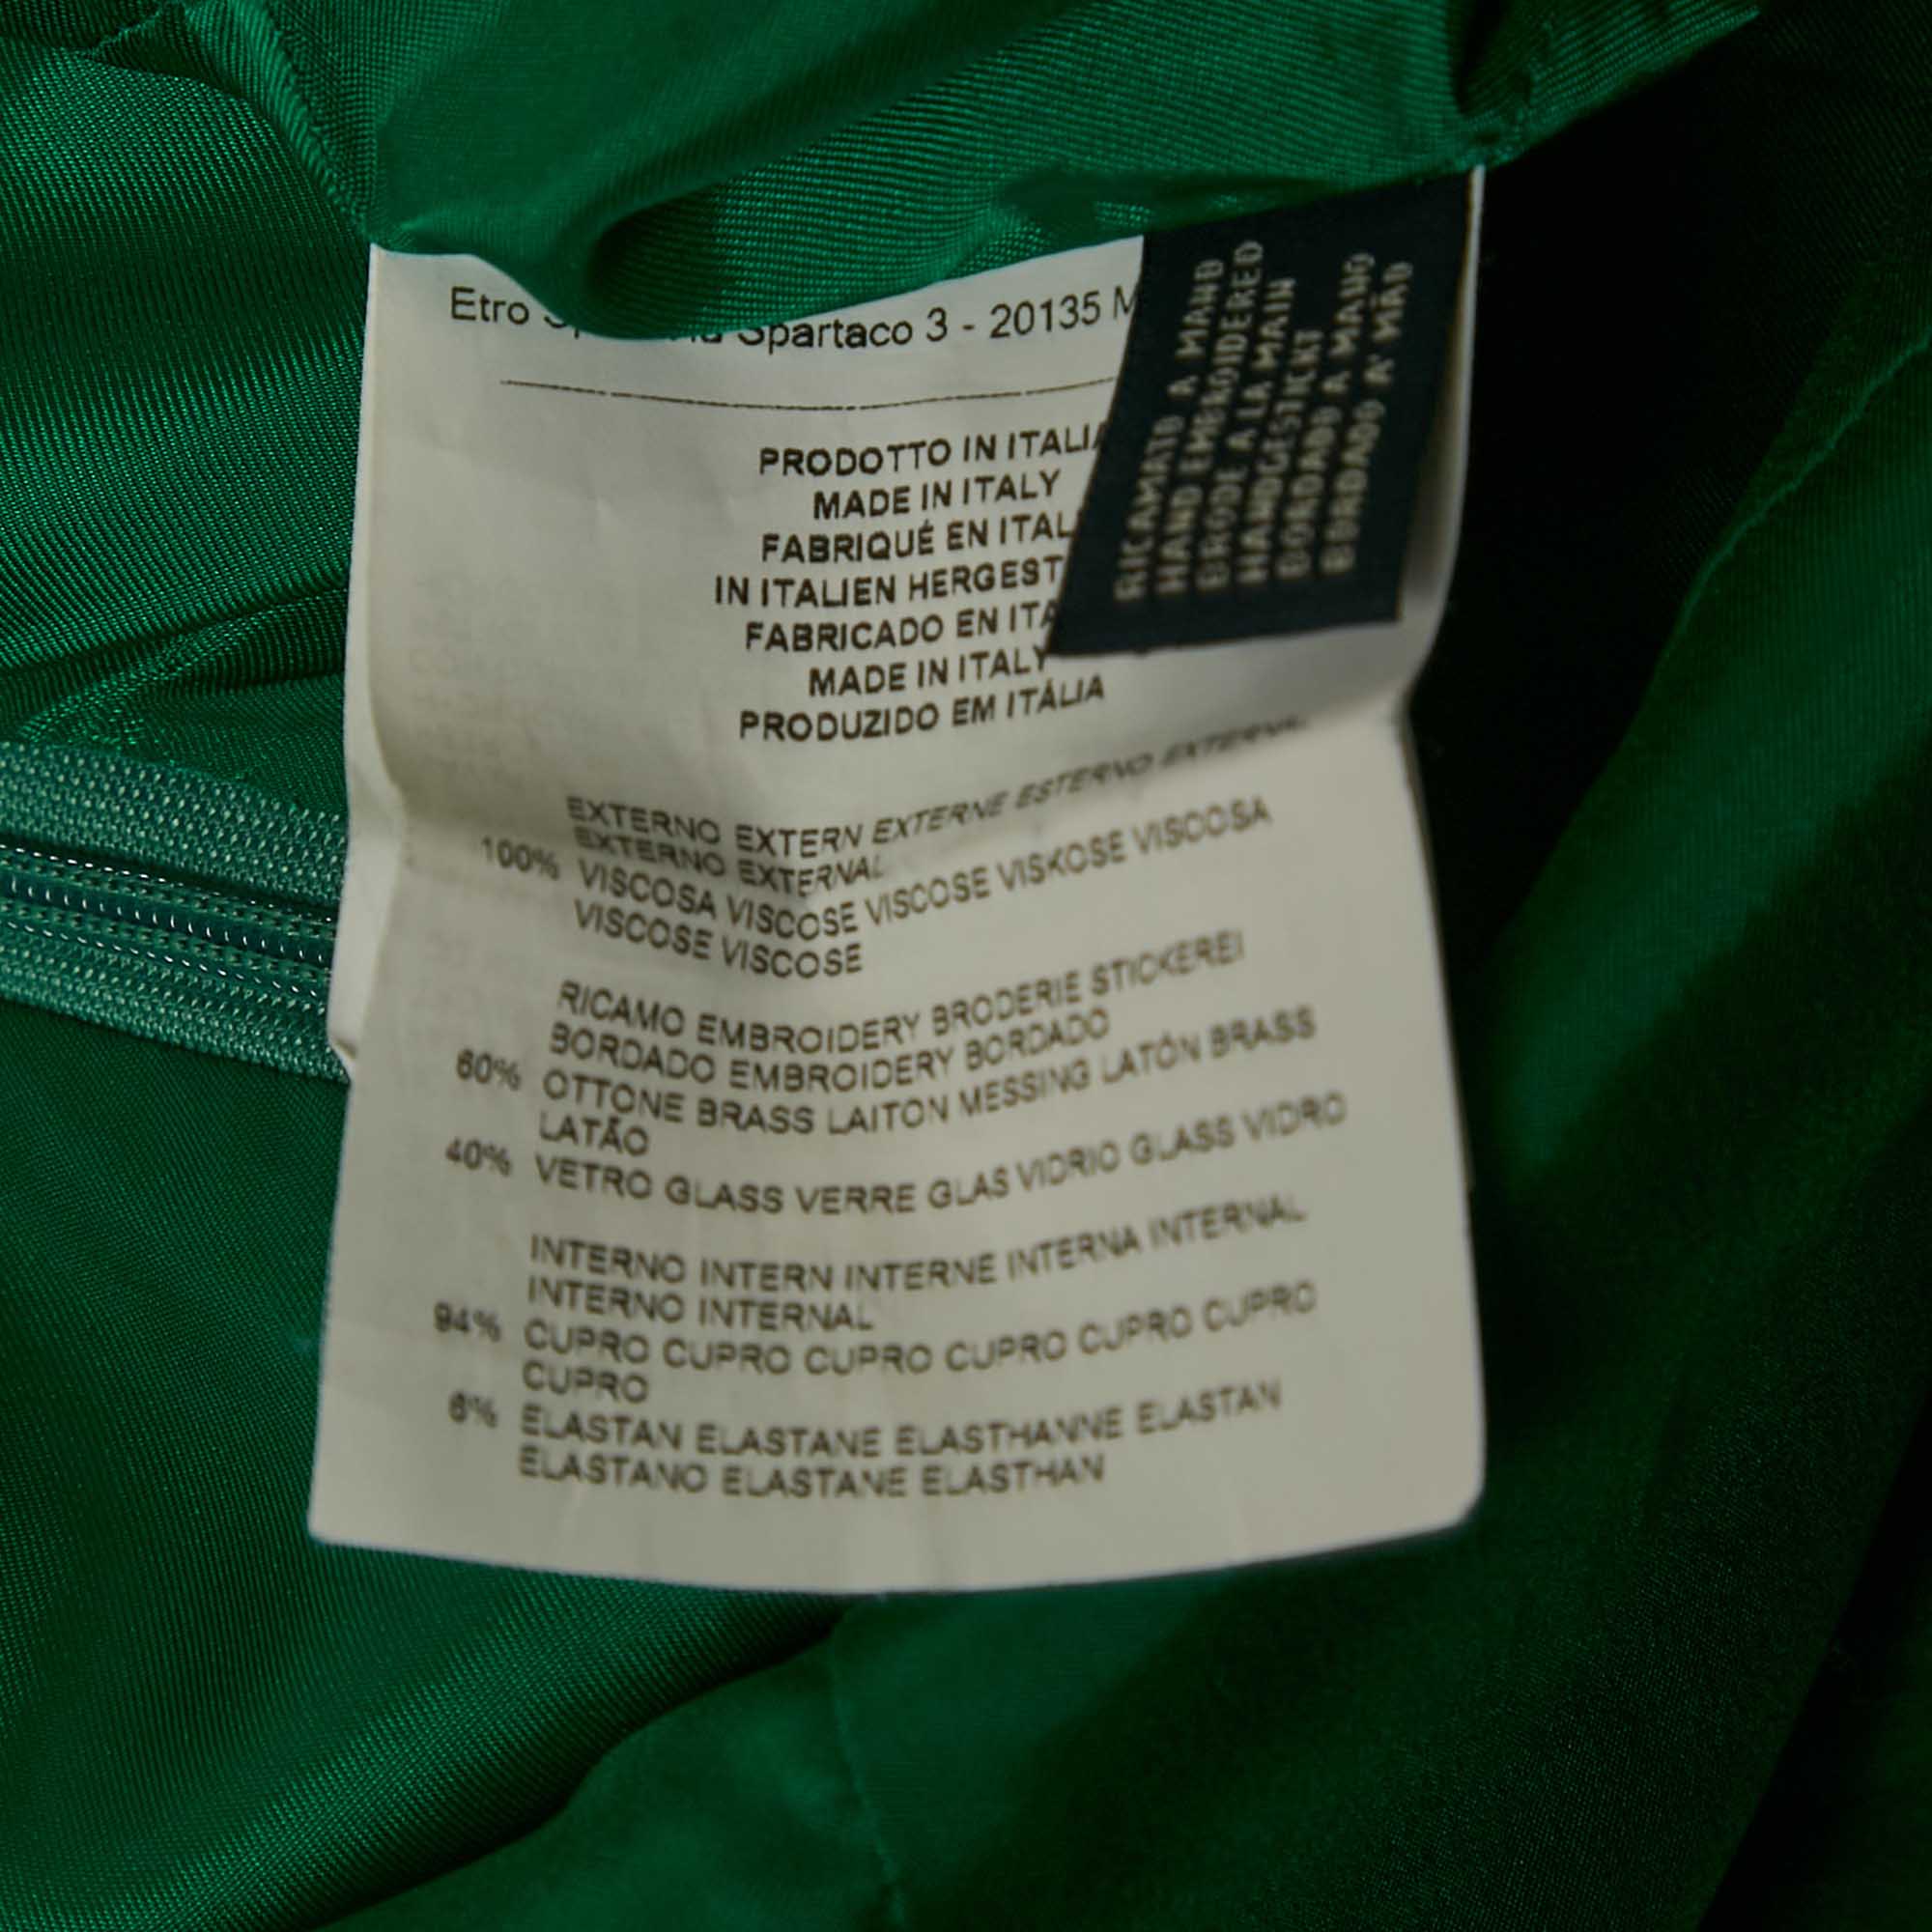 Etro Spartaco 3 - 20135 M
PRODOTTO IN ITALIA
MADE IN ITALY
FABRIQUÉ EN ITAL
IN ITALIEN HERGEST
FABRICADO EN ITA
MADE IN ITALY
PRODUZIDO EM ITÁLIA
EXTERNO EXTERN EXTERNE ESTERNO EXTERNAL
EXTERNO EXTERNAL
100% VISCOSA VISCOSE VISCOSE VISKOSE VISCOSA
VISCOSE VISCOSE
RICAMO EMBROIDERY BRODERIE STICKEREI
BORDADO EMBROIDERY BORDADO
60% OTTONE BRASS LAITON MESSING LATÓN BRASS
LATÃO
40% VETRO GLASS VERRE GLAS VIDRIO GLASS VIDRO
INTERNO INTERN INTERNE INTERNA INTERNAL
INTERNO INTERNAL
94% CUPRO CUPRO CUPRO CUPRO CUPRO CUPRO
CUPRO
6% ELASTAN ELASTANE ELASTHANNE ELASTAN
ELASTANO ELASTANE ELASTHAN
RICAMATO A MANO
HAND EMBROIDERED
BRODE A LA MAIN
HANDGESTICKT
BORDADO A MANO
BORDADO A' MÃO